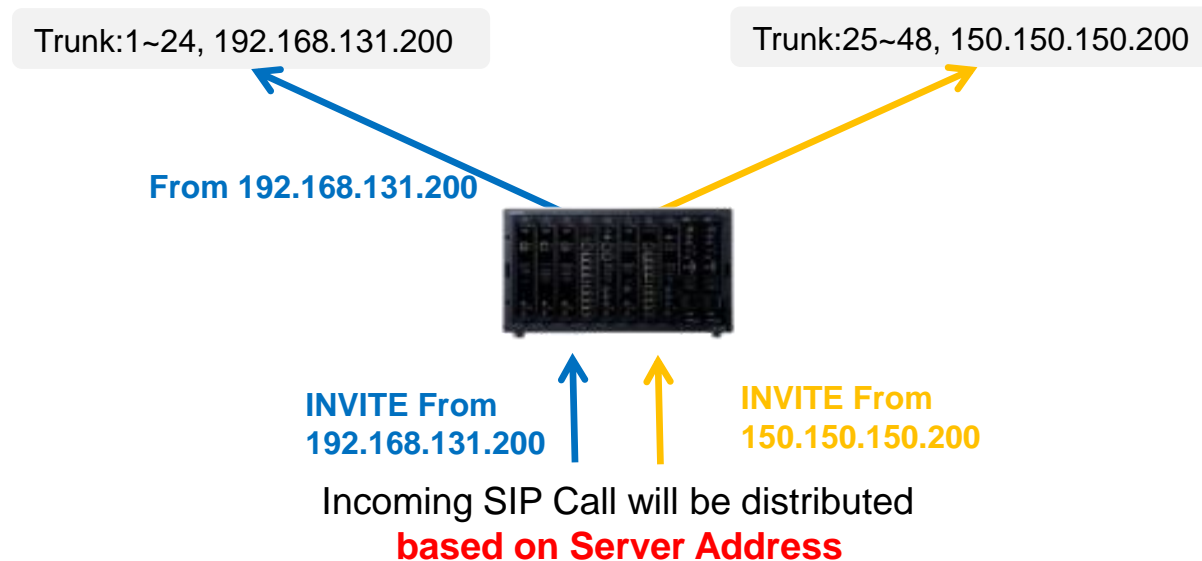 Trunk:1~24, 192.168.131.200
Trunk:25~48, 150.150.150.200
From 192.168.131.200
INVITE From
192.168.131.200
INVITE From
150.150.150.200
Incoming SIP Call will be distributed
based on Server Address